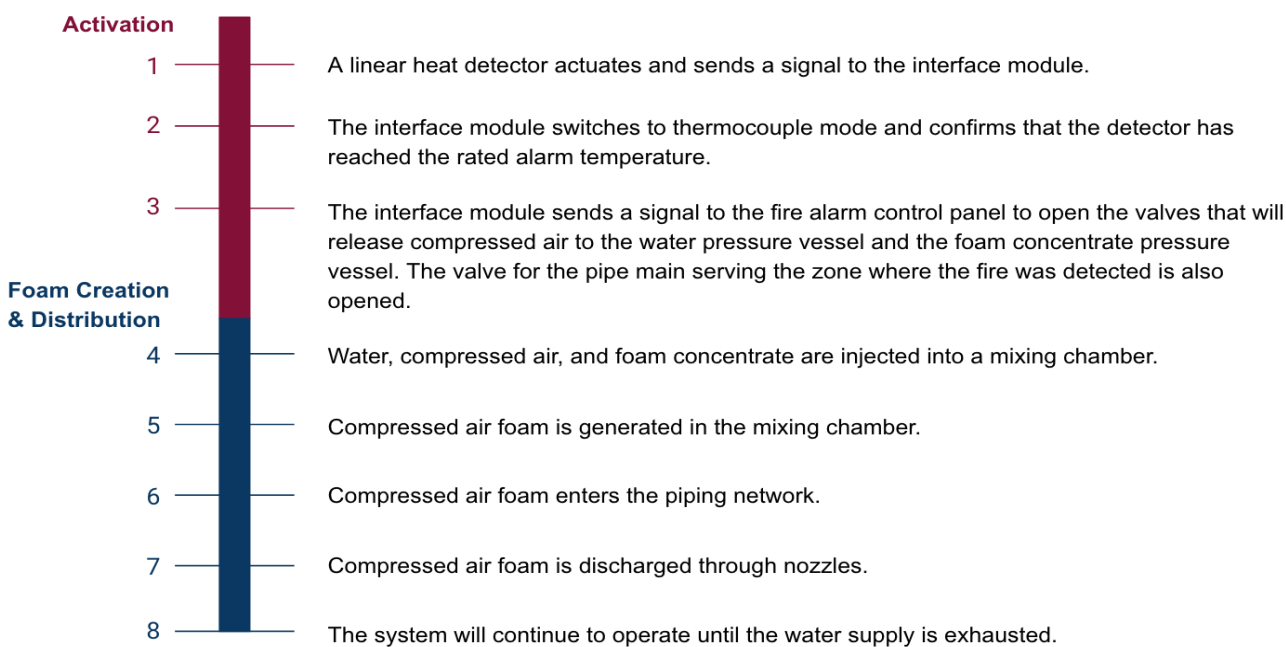 Activation
1
A linear heat detector actuates and sends a signal to the interface module.
2
The interface module switches to thermocouple mode and confirms that the detector has
reached the rated alarm temperature.
3
The interface module sends a signal to the fire alarm control panel to open the valves that will
release compressed air to the water pressure vessel and the foam concentrate pressure
vessel. The valve for the pipe main serving the zone where the fire was detected is also
opened.
Foam Creation
& Distribution
4
Water, compressed air, and foam concentrate are injected into a mixing chamber.
5
Compressed air foam is generated in the mixing chamber.
6
Compressed air foam enters the piping network.
7
Compressed air foam is discharged through nozzles.
8
The system will continue to operate until the water supply is exhausted.